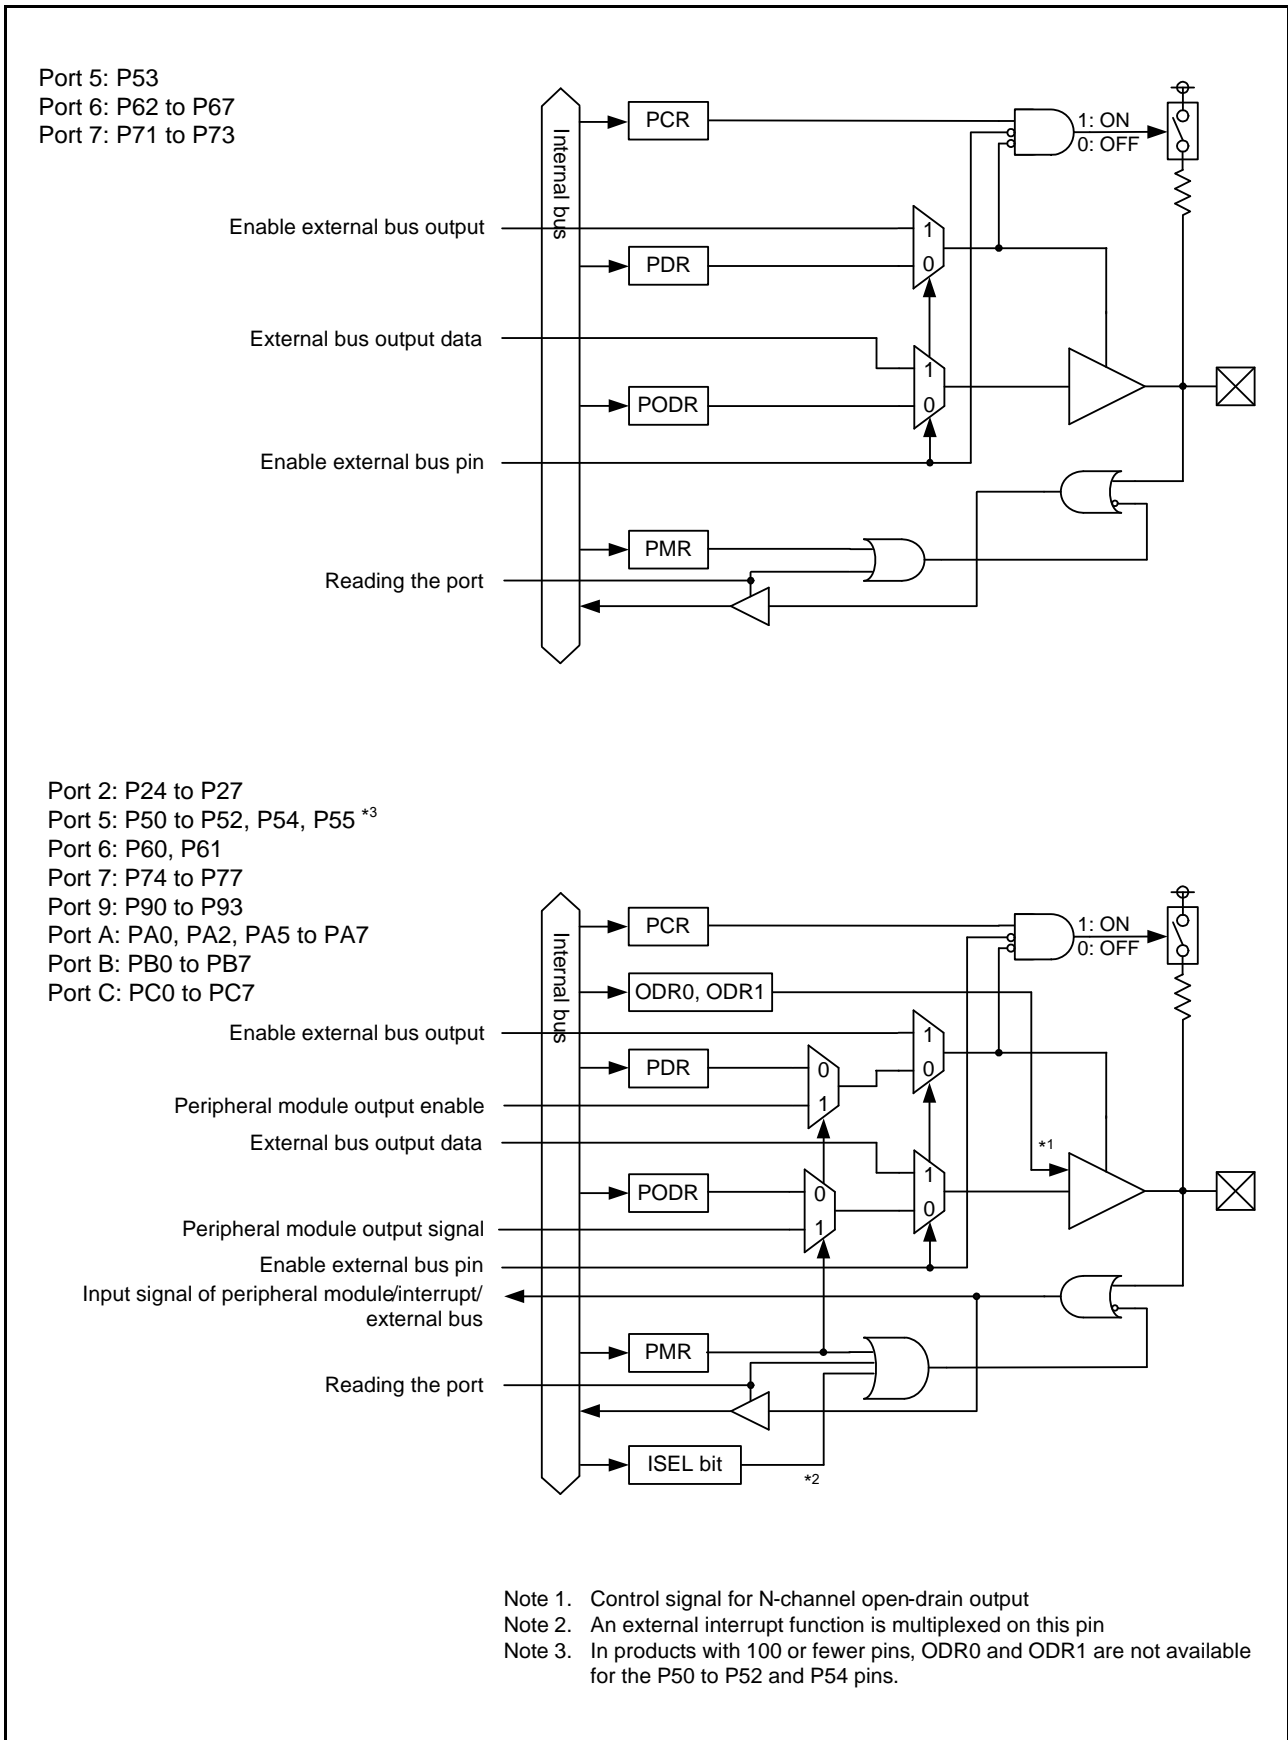 Port 5: P53
Port 6: P62 to P67
Port 7: P71 to P73
Internal bus
PCR
1: ON
0: OFF
Enable external bus output
1
PDR
0
External bus output data
1
PODR
0
Enable external bus pin
PMR
Reading the port
Port 2: P24 to P27
Port 5: P50 to P52, P54, P55 *3
Port 6: P60, P61
Port 7: P74 to P77
Port 9: P90 to P93
Port A: PA0, PA2, PA5 to PA7
Port B: PB0 to PB7
Port C: PC0 to PC7
Internal bus
PCR
1: ON
0: OFF
ODR0, ODR1
Enable external bus output
1
PDR
0
0
Peripheral module output enable
1
External bus output data
*1
1
PODR
0
0
Peripheral module output signal
1
Enable external bus pin
Input signal of peripheral module/interrupt/
external bus
PMR
Reading the port
ISEL bit
*2
Note 1. Control signal for N-channel open-drain output
Note 2. An external interrupt function is multiplexed on this pin
Note 3. In products with 100 or fewer pins, ODR0 and ODR1 are not available
for the P50 to P52 and P54 pins.